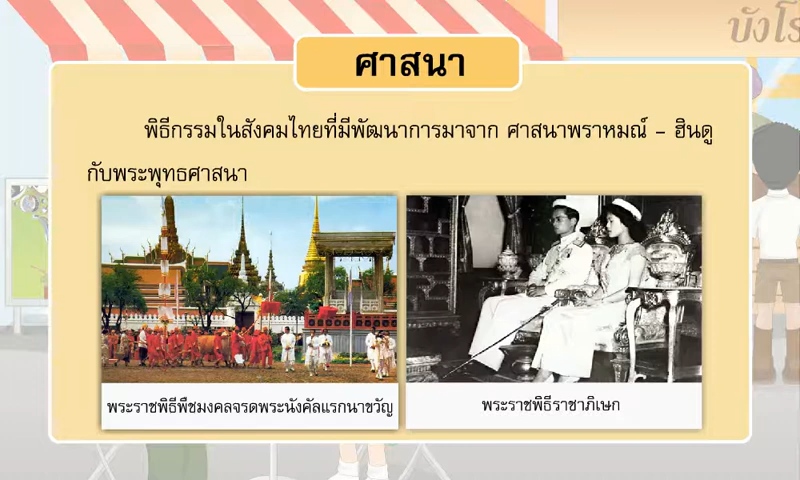 บังโร
ศาสนา
พิธีกรรมในสังคมไทยที่มีพัฒนาการมาจาก ศาสนาพราหมณ์ – ฮินดู
กับพระพุทธศาสนา
พระราชพิธีพืชมงคลจรดพระนังคัลแรกนาขวัญ
พระราชพิธีราชาภิเษก